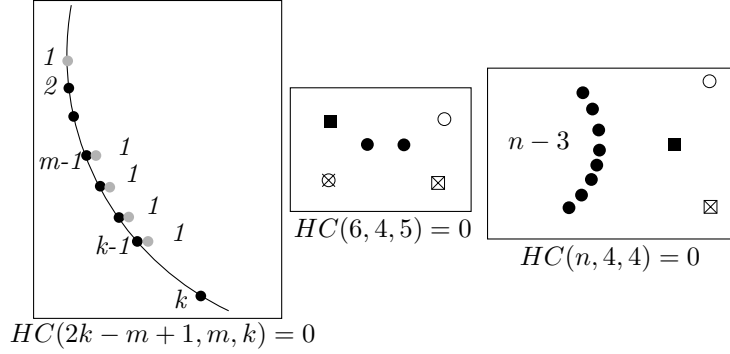 1
2
m-1
1
1
1
k-1
1
k
HC(2k − m + 1, m, k) = 0
HC(6, 4, 5) = 0
n − 3
HC(n, 4, 4) = 0